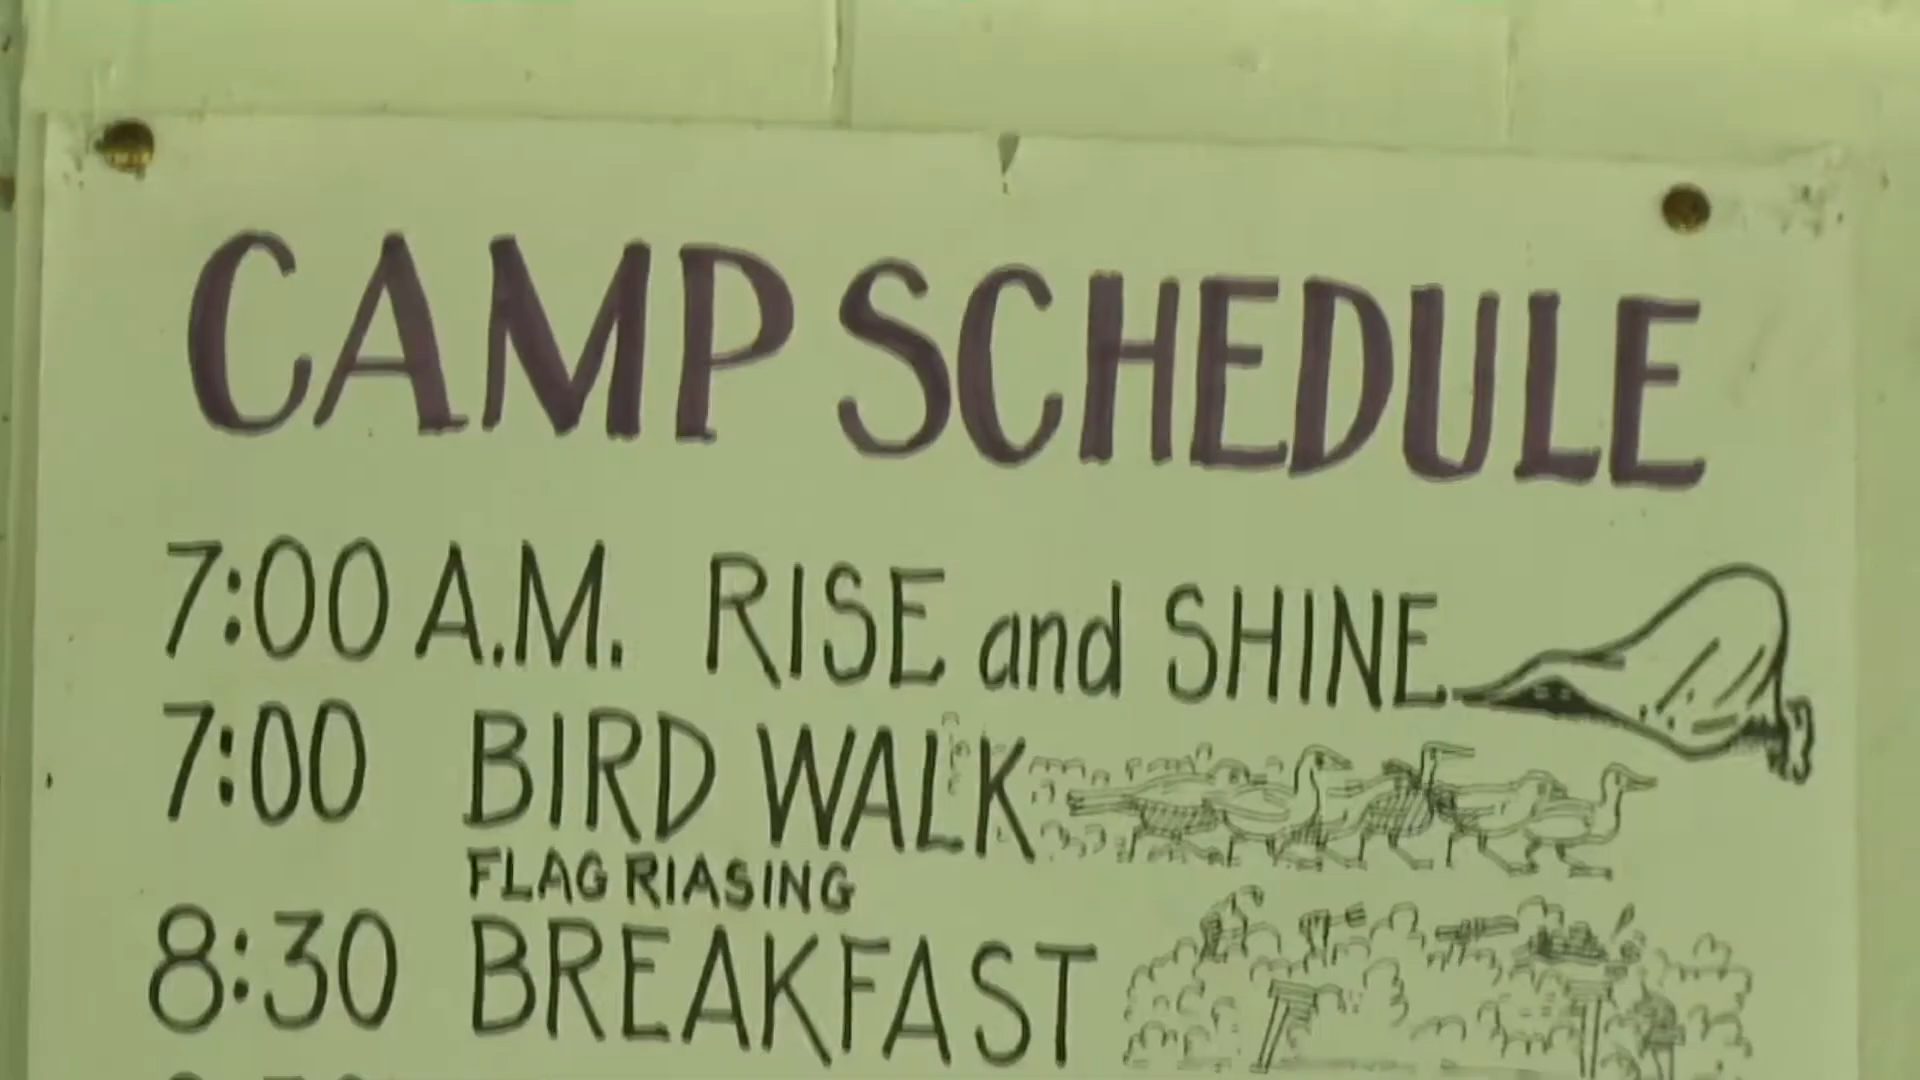 CAMP SCHEDULE
7:00 A.M. RISE and SHINE
7:00 BIRD WALK
FLAG RIASING
8:30 BREAKFAST